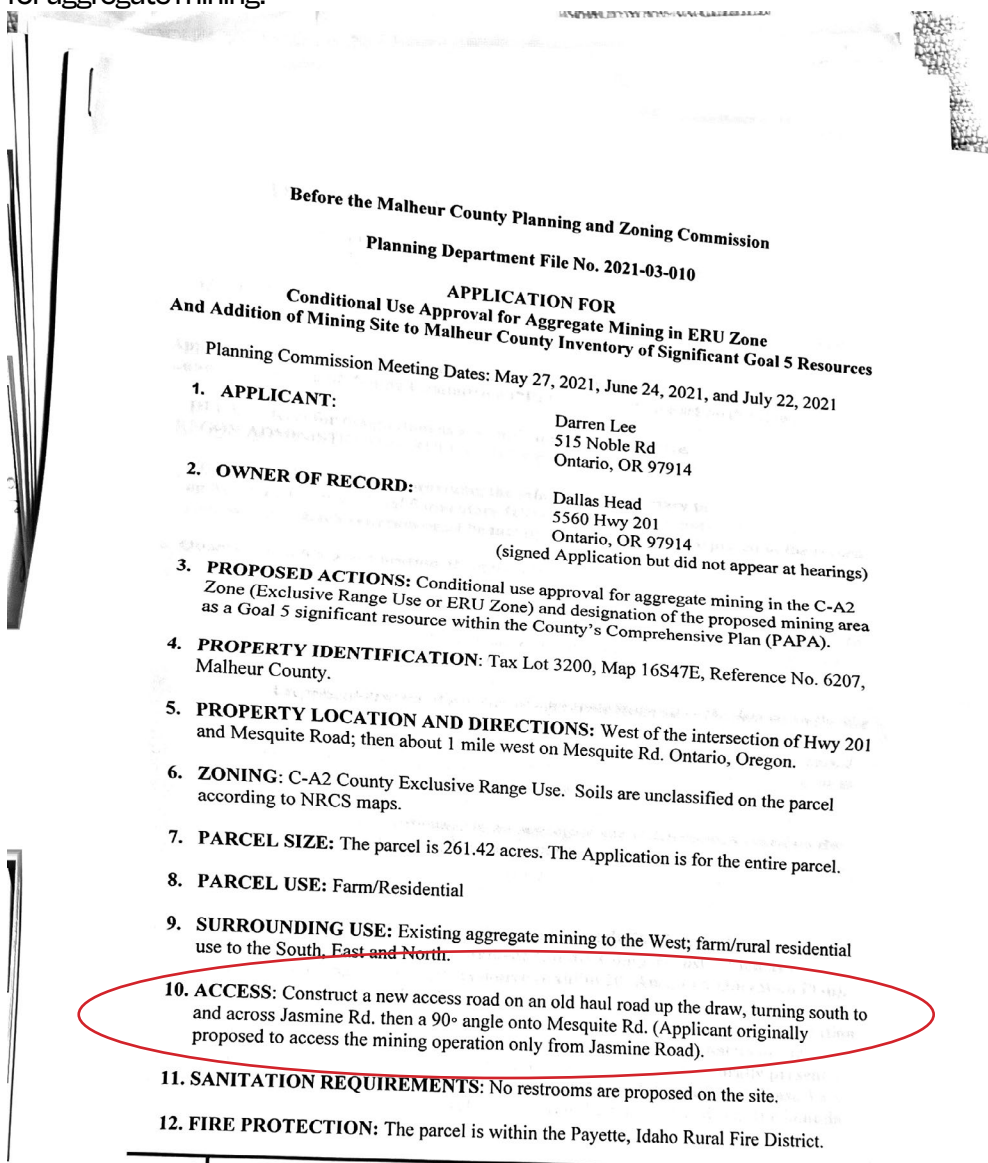 for aggregate mining.
Before the Malheur County Planning and Zoning Commission
Planning Department File No. 2021-03-010
APPLICATION FOR
Conditional Use Approval for Aggregate Mining in ERU Zone
And Addition of Mining Site to Malheur County Inventory of Significant Goal 5 Resources
Planning Commission Meeting Dates: May 27, 2021, June 24, 2021, and July 22, 2021
1. APPLICANT:
Darren Lee
515 Noble Rd
Ontario, OR 97914
2. OWNER OF RECORD:
Dallas Head
5560 Hwy 201
Ontario, OR 97914
(signed Application but did not appear at hearings)
3. PROPOSED ACTIONS: Conditional use approval for aggregate mining in the C-A2
Zone (Exclusive Range Use or ERU Zone) and designation of the proposed mining area
as a Goal 5 significant resource within the County's Comprehensive Plan (PAPA).
4. PROPERTY IDENTIFICATION: Tax Lot 3200, Map 16S47E, Reference No. 6207,
Malheur County.
5. PROPERTY LOCATION AND DIRECTIONS: West of the intersection of Hwy 201
and Mesquite Road; then about 1 mile west on Mesquite Rd. Ontario, Oregon.
6. ZONING: C-A2 County Exclusive Range Use. Soils are unclassified on the parcel
according to NRCS maps.
7. PARCEL SIZE: The parcel is 261.42 acres. The Application is for the entire parcel.
8. PARCEL USE: Farm/Residential
9. SURROUNDING USE: Existing aggregate mining to the West; farm/rural residential
use to the South, East and North.
10. ACCESS: Construct a new access road on an old haul road up the draw, turning south to
and across Jasmine Rd. then a 90° angle onto Mesquite Rd. (Applicant originally
proposed to access the mining operation only from Jasmine Road).
11. SANITATION REQUIREMENTS: No restrooms are proposed on the site.
12. FIRE PROTECTION: The parcel is within the Payette, Idaho Rural Fire District.